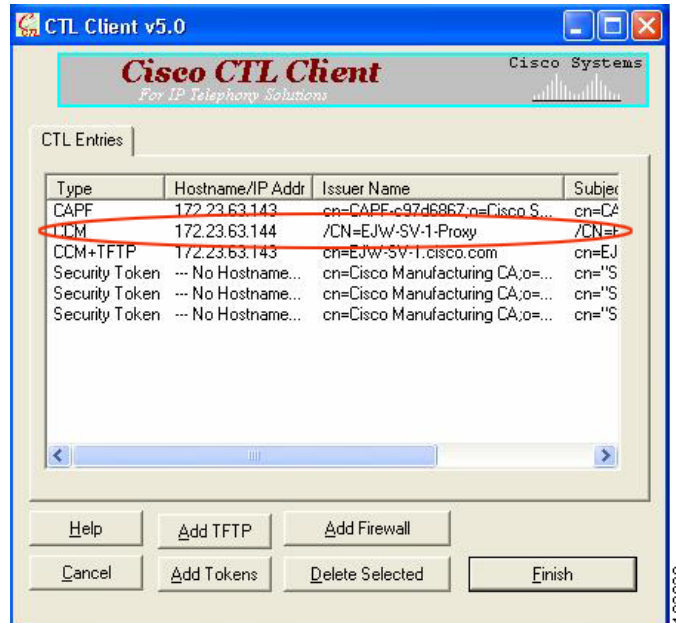 CTL Client v5.0
Cisco CTL Client
For IP Telephony Solutions
Cisco Systems
CTL Entries
Type Hostname/IP Addr Issuer Name Subjec
CAPF 172.23.63.143 cn=CAPF-c97d6867;o=Cisco S... cn=CA
CCM 172.23.63.144 /CN=EJW-SV-1-Proxy /CN=E
CCM+TFTP 172.23.63.143 cn=EJW-SV-1.cisco.com cn=EJ
Security Token --- No Hostname... cn=Cisco Manufacturing CA;o=... cn="S
Security Token --- No Hostname... cn=Cisco Manufacturing CA;o=... cn="S
Security Token --- No Hostname... cn=Cisco Manufacturing CA;o=... cn="S
Help Add TFTP Add Firewall
Cancel Add Tokens Delete Selected Finish